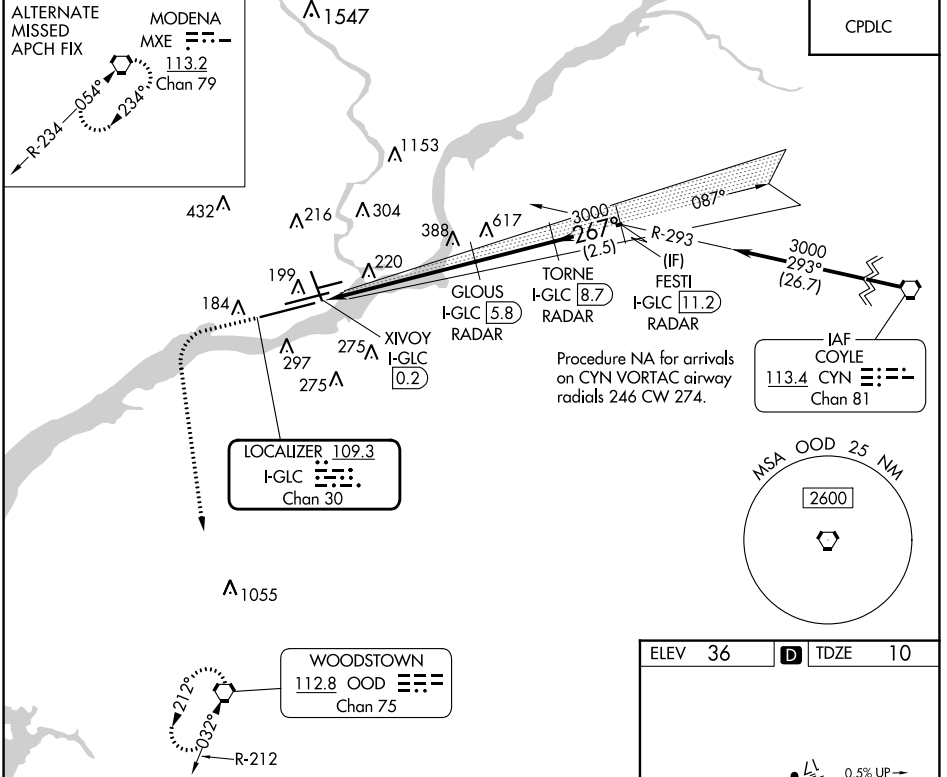 ALTERNATE
MISSED
APCH FIX
MODENA
MXE
113.2
Chan 79
054°
234°
R-234
1547
CPDLC
1153
432
216
304
388
617
3000
267°
(2.5)
087°
R-293
3000
293°
(26.7)
199
220
184
GLOUS
I-GLC 5.8
RADAR
TORNE
I-GLC 8.7
RADAR
(IF)
FESTI
I-GLC 11.2
RADAR
XIVOY
I-GLC
0.2
297
275
275
Procedure NA for arrivals
on CYN VORTAC airway
radials 246 CW 274.
IAF
COYLE
113.4 CYN
Chan 81
LOCALIZER 109.3
I-GLC
Chan 30
MSA OOD 25 NM
2600
1055
WOODSTOWN
112.8 OOD
Chan 75
212°
032°
R-212
ELEV 36 D TDZE 10
17
0.5% UP